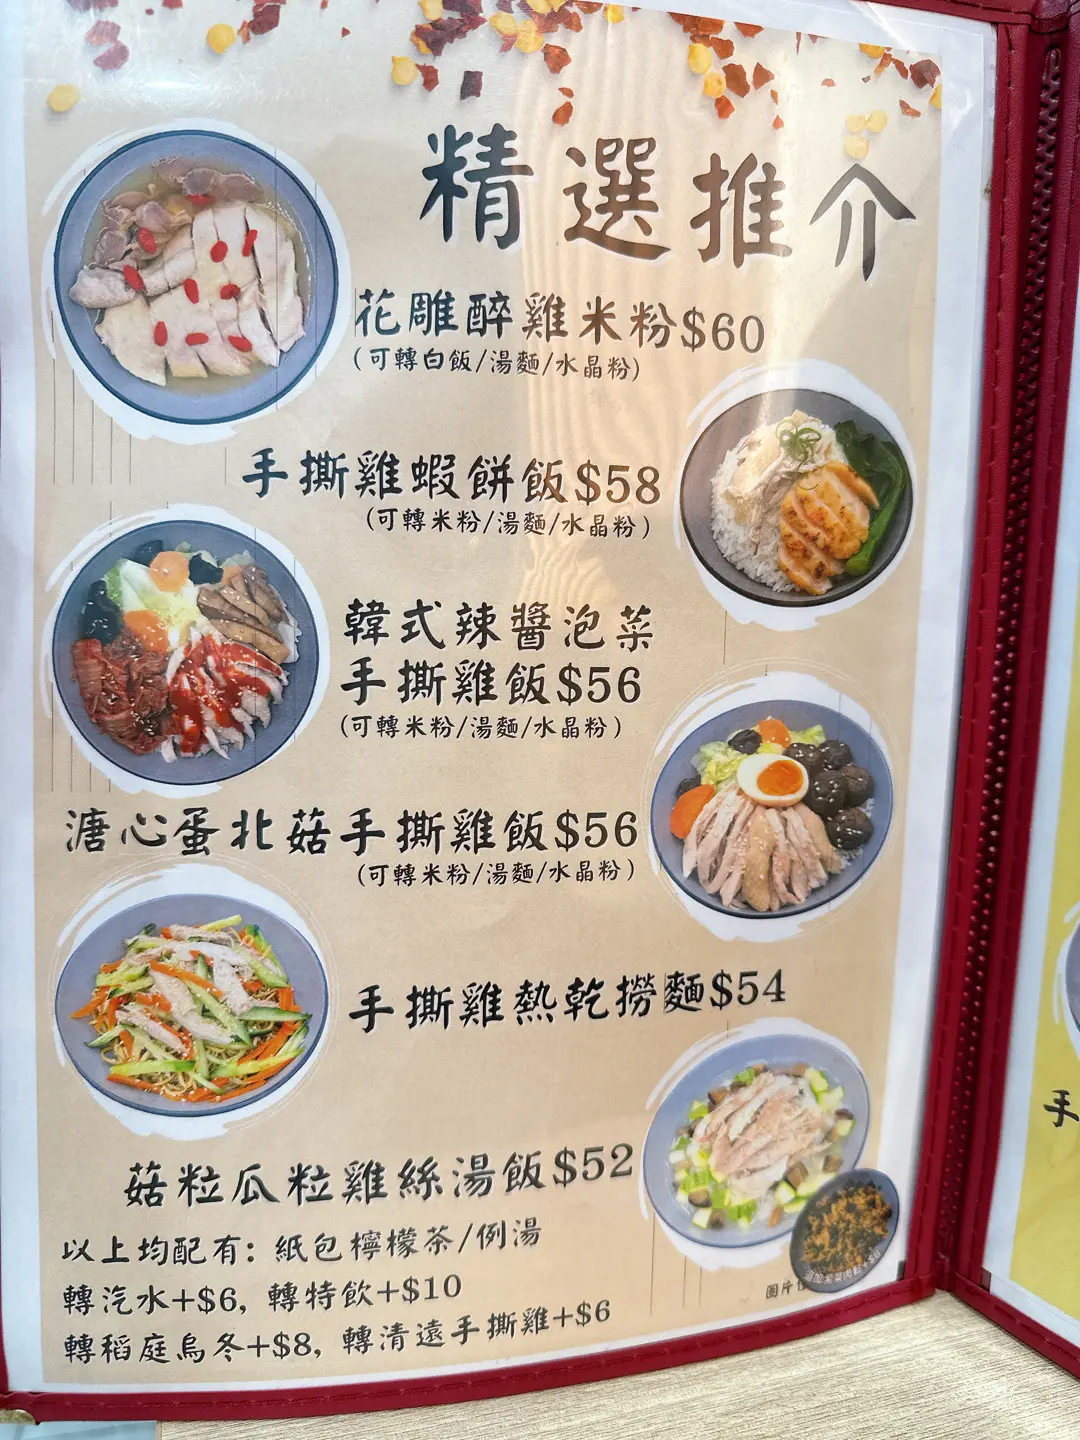 精選推介
花雕醉雞米粉$60
(可轉白飯/湯麵/水晶粉)
手撕雞蝦餅飯$58
(可轉米粉/湯麵/水晶粉)
韓式辣醬泡菜
手撕雞飯$56
(可轉米粉/湯麵/水晶粉)
溏心蛋北菇手撕雞飯$56
(可轉米粉/湯麵/水晶粉)
手撕雞熱乾撈麵$54
菇粒瓜粒雞絲湯飯$52
以上均配有: 紙包檸檬茶/例湯
轉汽水+$6, 轉特飲+$10
轉稻庭烏冬+$8, 轉清遠手撕雞+$6
圖片
手